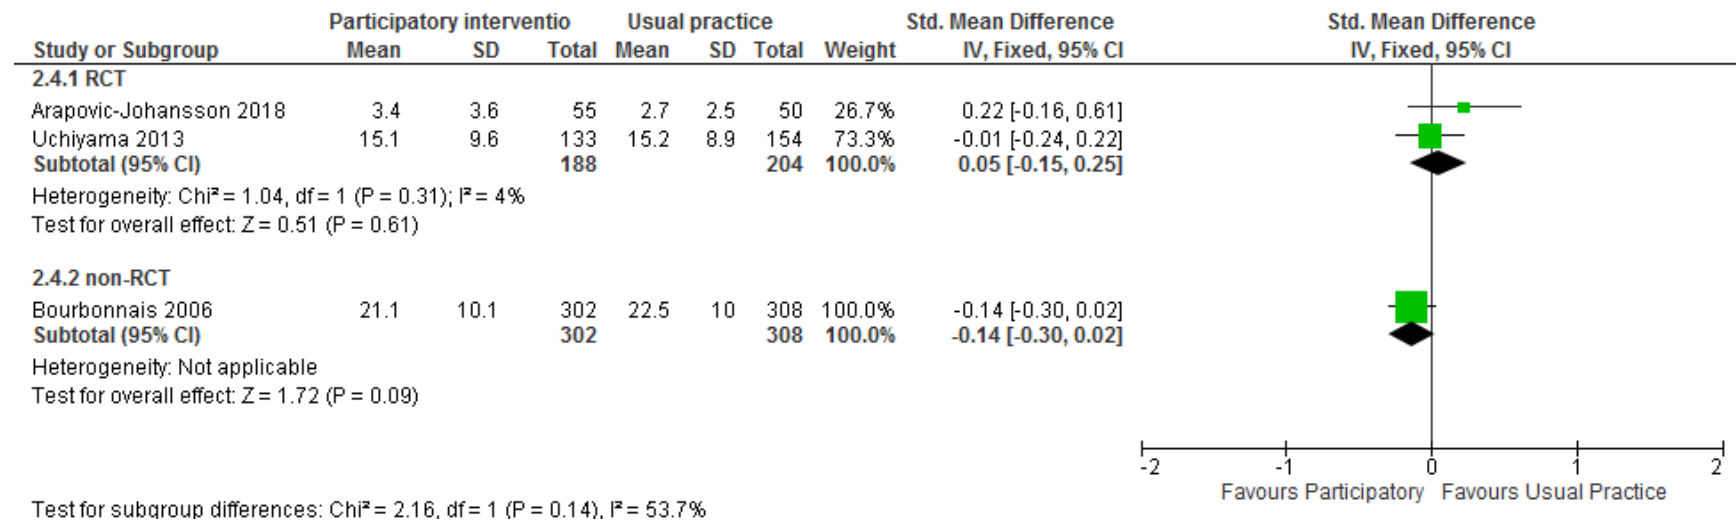 Participatory interventio Usual practice Std. Mean Difference Std. Mean Difference
Study or Subgroup Mean SD Total Mean SD Total Weight IV, Fixed, 95% CI IV, Fixed, 95% CI
2.4.1 RCT
Arapovic-Johansson 2018 3.4 3.6 55 2.7 2.5 50 26.7% 0.22 [-0.16, 0.61]
Uchiyama 2013 15.1 9.6 133 15.2 8.9 154 73.3% -0.01 [-0.24, 0.22]
Subtotal (95% CI) 188 204 100.0% 0.05 [-0.15, 0.25]
Heterogeneity: Chi² = 1.04, df = 1 (P = 0.31); I² = 4%
Test for overall effect: Z = 0.51 (P = 0.61)
2.4.2 non-RCT
Bourbonnais 2006 21.1 10.1 302 22.5 10 308 100.0% -0.14 [-0.30, 0.02]
Subtotal (95% CI) 302 308 100.0% -0.14 [-0.30, 0.02]
Heterogeneity: Not applicable
Test for overall effect: Z = 1.72 (P = 0.09)
-2 -1 0 1 2
Favours Participatory Favours Usual Practice
Test for subgroup differences: Chi² = 2.16, df = 1 (P = 0.14), I² = 53.7%